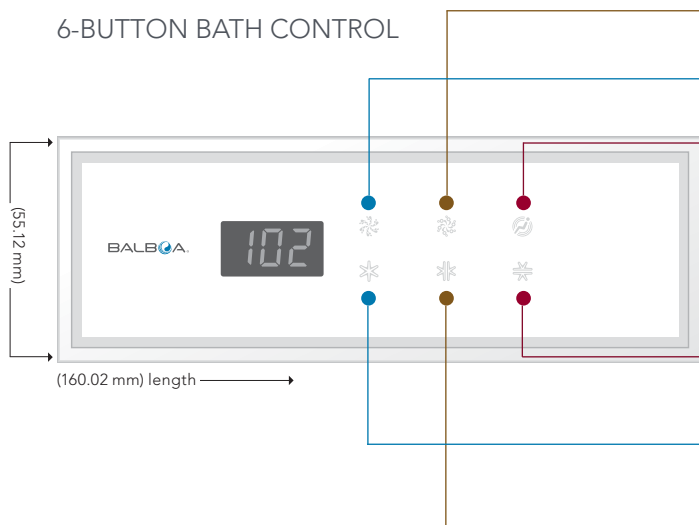 6-BUTTON BATH CONTROL
(55.12 mm)
BALBOA.
102
(160.02 mm) length